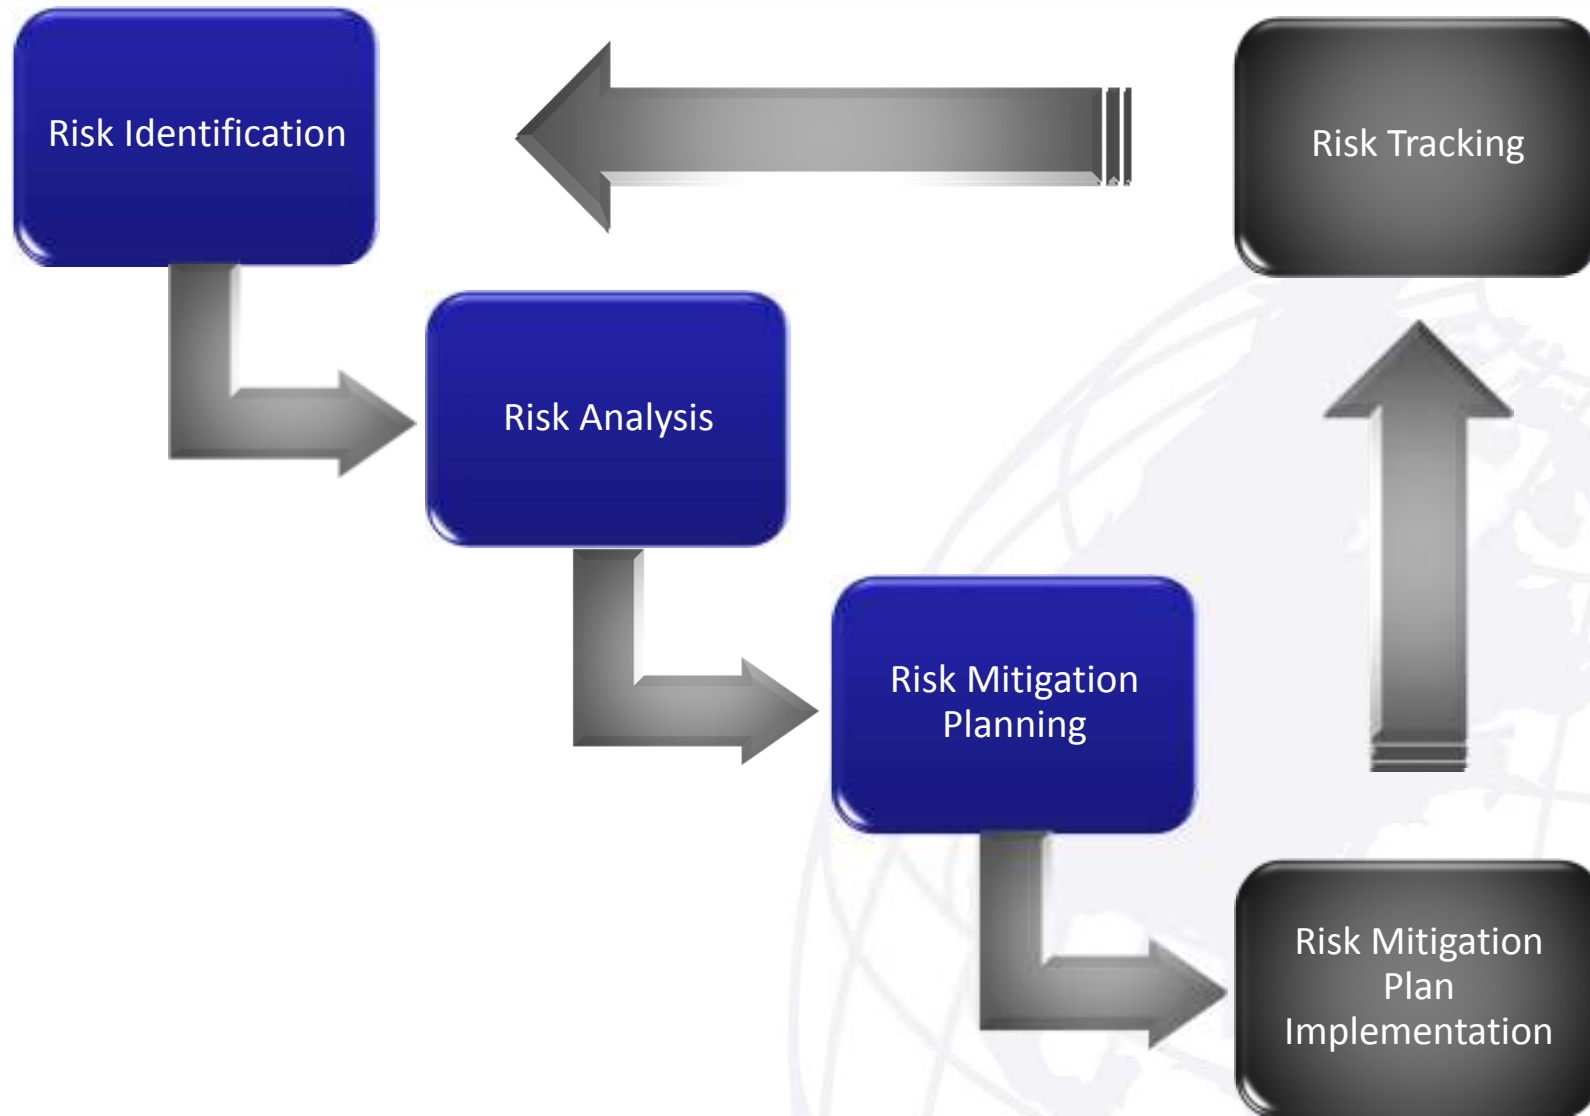 Risk Identification
Risk Tracking
Risk Analysis
Risk Mitigation
Planning
Risk Mitigation
Plan
Implementation